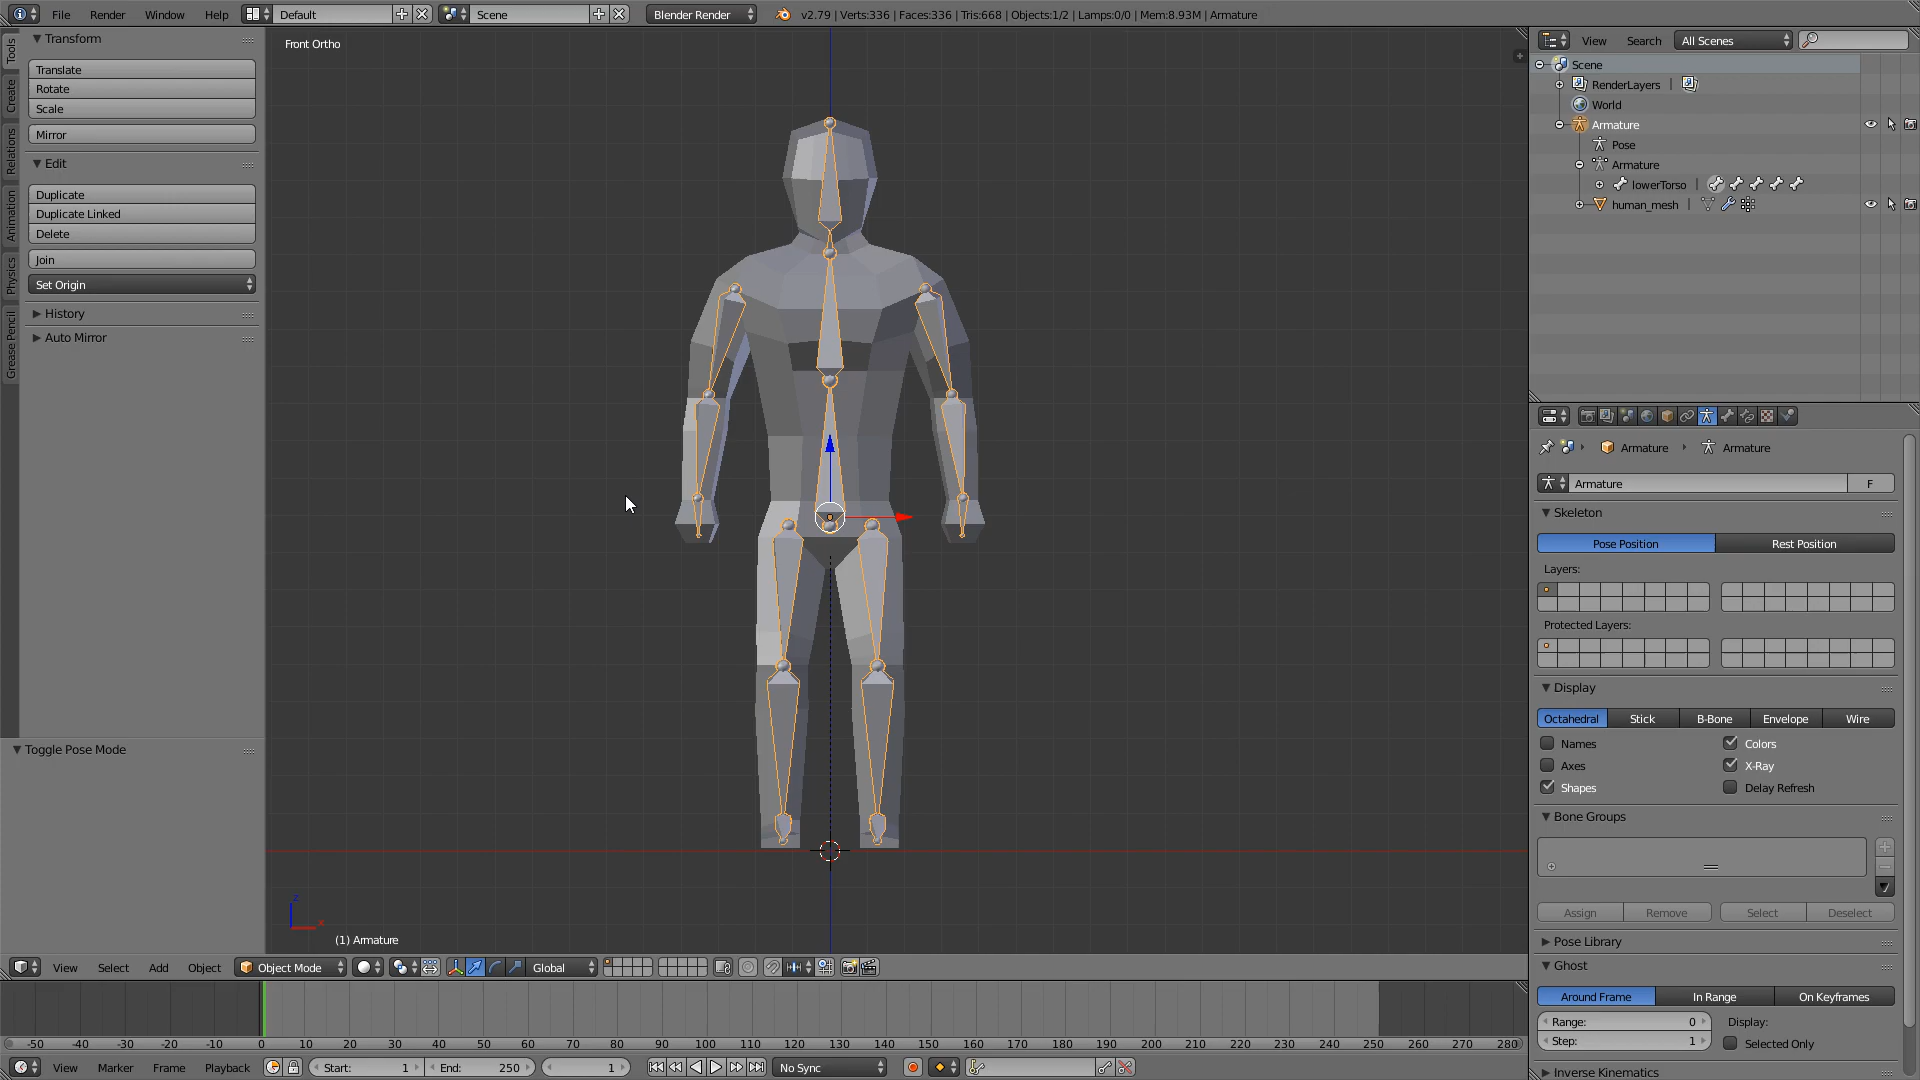 File Render Window Help Default Scene Blender Render v2.79 | Verts:336 | Faces:336 | Tris:668 | Objects:1/2 | Lamps:0/0 | Mem:8.93M | Armature
Tools
Create
Relations
Animation
Physics
Grease Pencil
Transform
Translate
Rotate
Scale
Mirror
Edit
Duplicate
Duplicate Linked
Delete
Join
Set Origin
History
Auto Mirror
Toggle Pose Mode
Front Ortho
z
x
(1) Armature
View Select Add Object Object Mode Global
-50 -40 -30 -20 -10 0 10 20 30 40 50 60 70 80 90 100 110 120 130 140 150 160 170 180 190 200 210 220 230 240 250 260 270 280
View Marker Frame Playback Start: 1 End: 250 1 No Sync
View Search All Scenes
Scene
RenderLayers |
World
Armature
Pose
Armature
lowerTorso |
human_mesh |
Armature Armature
Armature F
Skeleton
Pose Position Rest Position
Layers:
Protected Layers:
Display
Octahedral Stick B-Bone Envelope Wire
Names Colors
Axes X-Ray
Shapes Delay Refresh
Bone Groups
Assign Remove Select Deselect
Pose Library
Ghost
Around Frame In Range On Keyframes
Range: 0 Display:
Step: 1 Selected Only
Inverse Kinematics